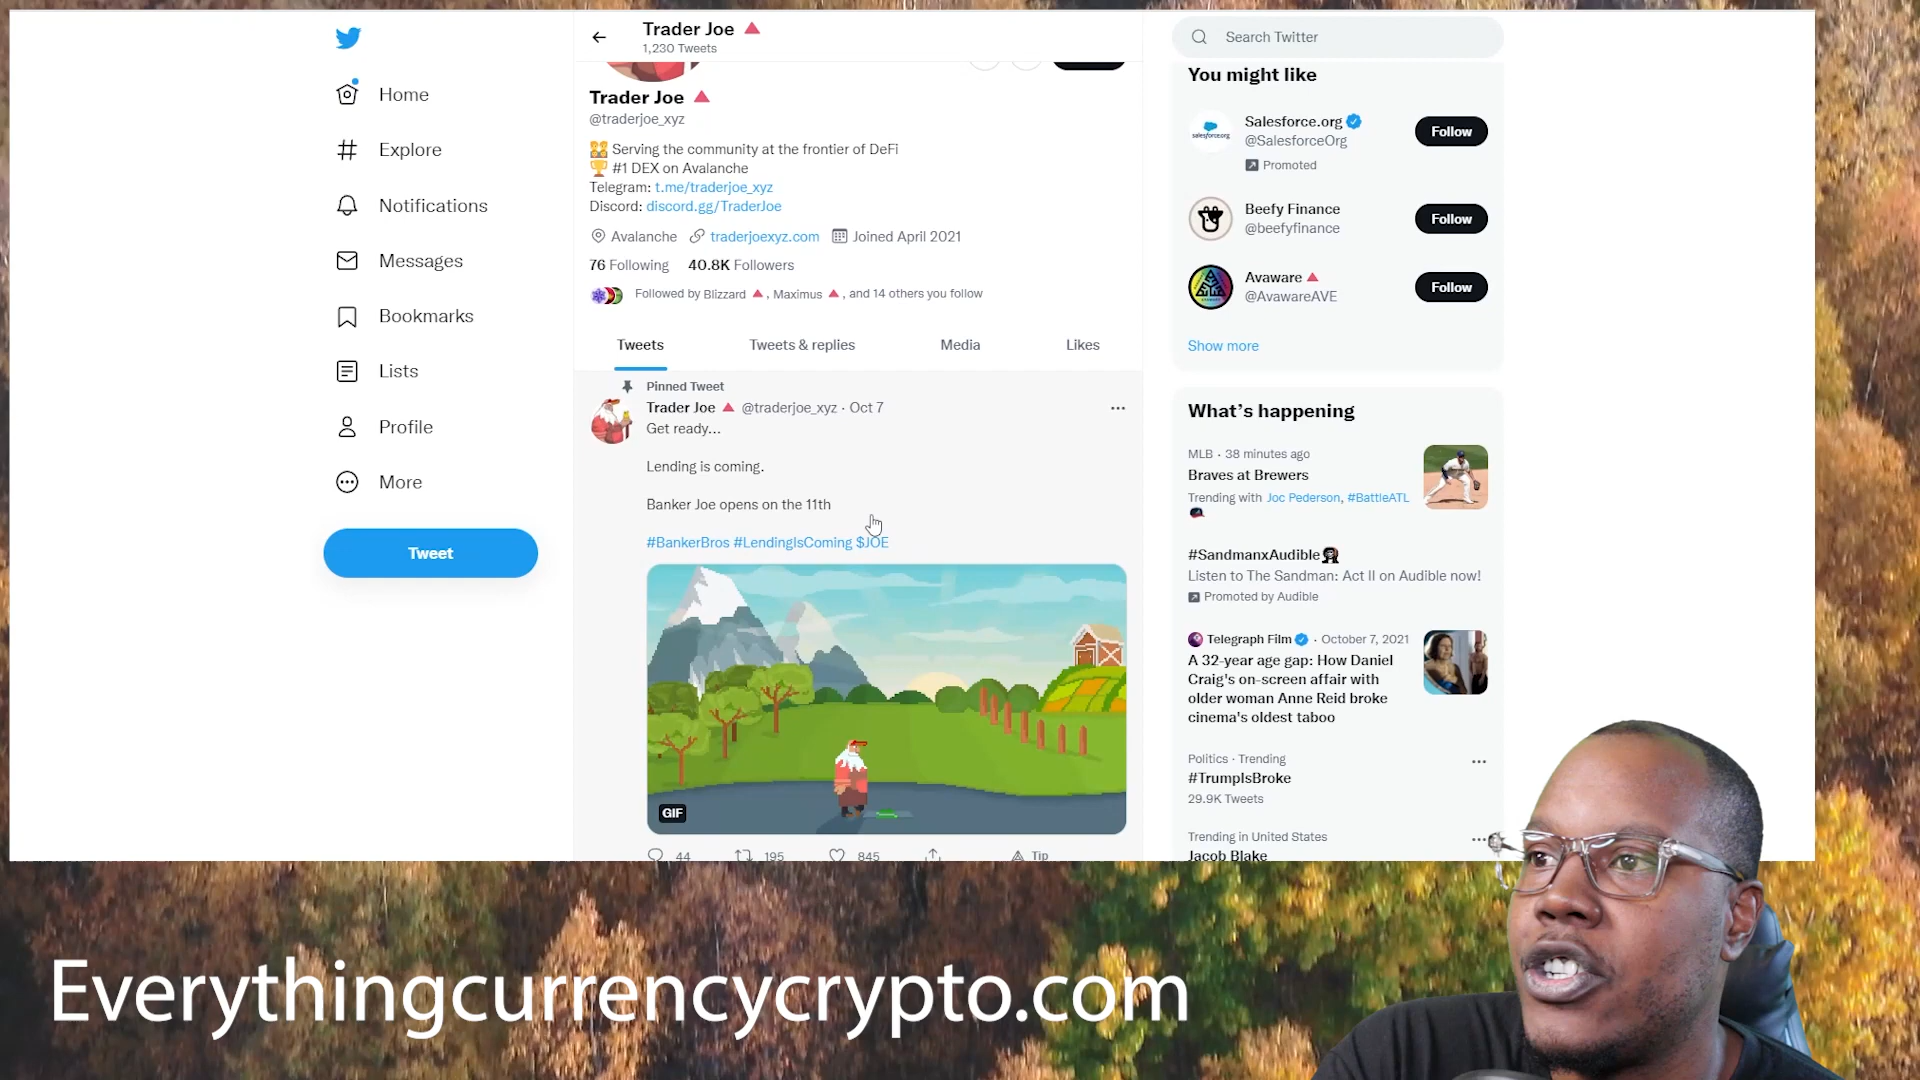 Home
Explore
Notifications
Messages
Bookmarks
Lists
Profile
More
Tweet
Trader Joe
1,230 Tweets
Trader Joe
@traderjoe_xyz
Serving the community at the frontier of DeFi
#1 DEX on Avalanche
Telegram: t.me/traderjoe_xyz
Discord: discord.gg/TraderJoe
Avalanche traderjoexyz.com Joined April 2021
76 Following 40.8K Followers
Followed by Blizzard , Maximus , and 14 others you follow
Tweets Tweets & replies Media Likes
Pinned Tweet
Trader Joe @traderjoe_xyz · Oct 7
Get ready...
Lending is coming.
Banker Joe opens on the 11th
#BankerBros #LendingIsComing $JOE
GIF
44 195 845 Tip
Search Twitter
You might like
Salesforce.org
@SalesforceOrg
Promoted
Follow
salesforce.org
Beefy Finance
@beefyfinance
Follow
Avaware
@AvawareAVE
Follow
Show more
What's happening
MLB · 38 minutes ago
Braves at Brewers
Trending with Joc Pederson, #BattleATL
#SandmanxAudible
Listen to The Sandman: Act II on Audible now!
Promoted by Audible
Telegraph Film · October 7, 2021
A 32-year age gap: How Daniel
Craig's on-screen affair with
older woman Anne Reid broke
cinema's oldest taboo
Politics · Trending
#TrumpIsBroke
29.9K Tweets
Trending in United States
Jacob Blake
Everythingcurrencycrypto.com